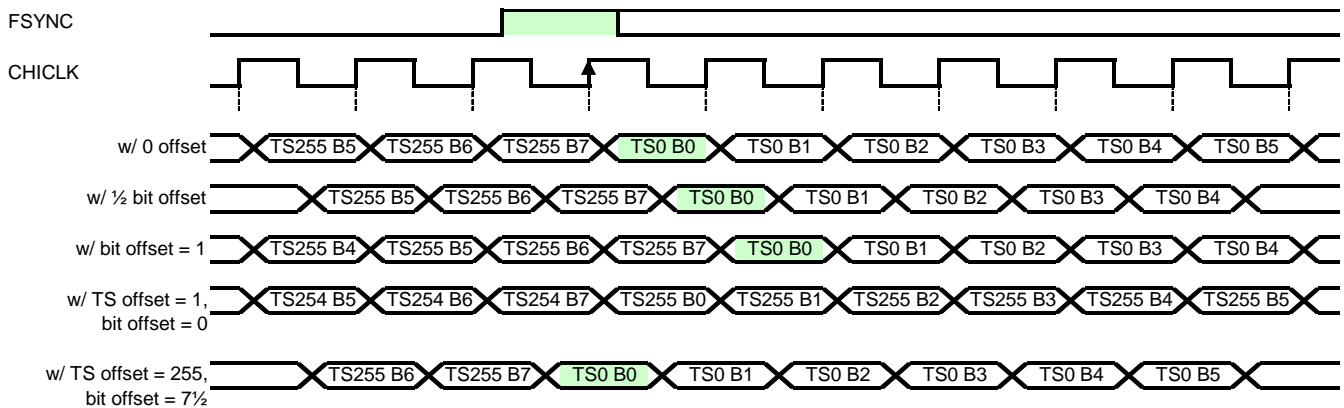 FSYNC
CHICLK
w/ 0 offset TS255 B5 TS255 B6 TS255 B7 TS0 B0 TS0 B1 TS0 B2 TS0 B3 TS0 B4 TS0 B5
w/ ½ bit offset TS255 B5 TS255 B6 TS255 B7 TS0 B0 TS0 B1 TS0 B2 TS0 B3 TS0 B4
w/ bit offset = 1 TS255 B4 TS255 B5 TS255 B6 TS255 B7 TS0 B0 TS0 B1 TS0 B2 TS0 B3 TS0 B4
w/ TS offset = 1, TS254 B5 TS254 B6 TS254 B7 TS255 B0 TS255 B1 TS255 B2 TS255 B3 TS255 B4 TS255 B5
bit offset = 0
w/ TS offset = 255, TS255 B6 TS255 B7 TS0 B0 TS0 B1 TS0 B2 TS0 B3 TS0 B4 TS0 B5
bit offset = 7½